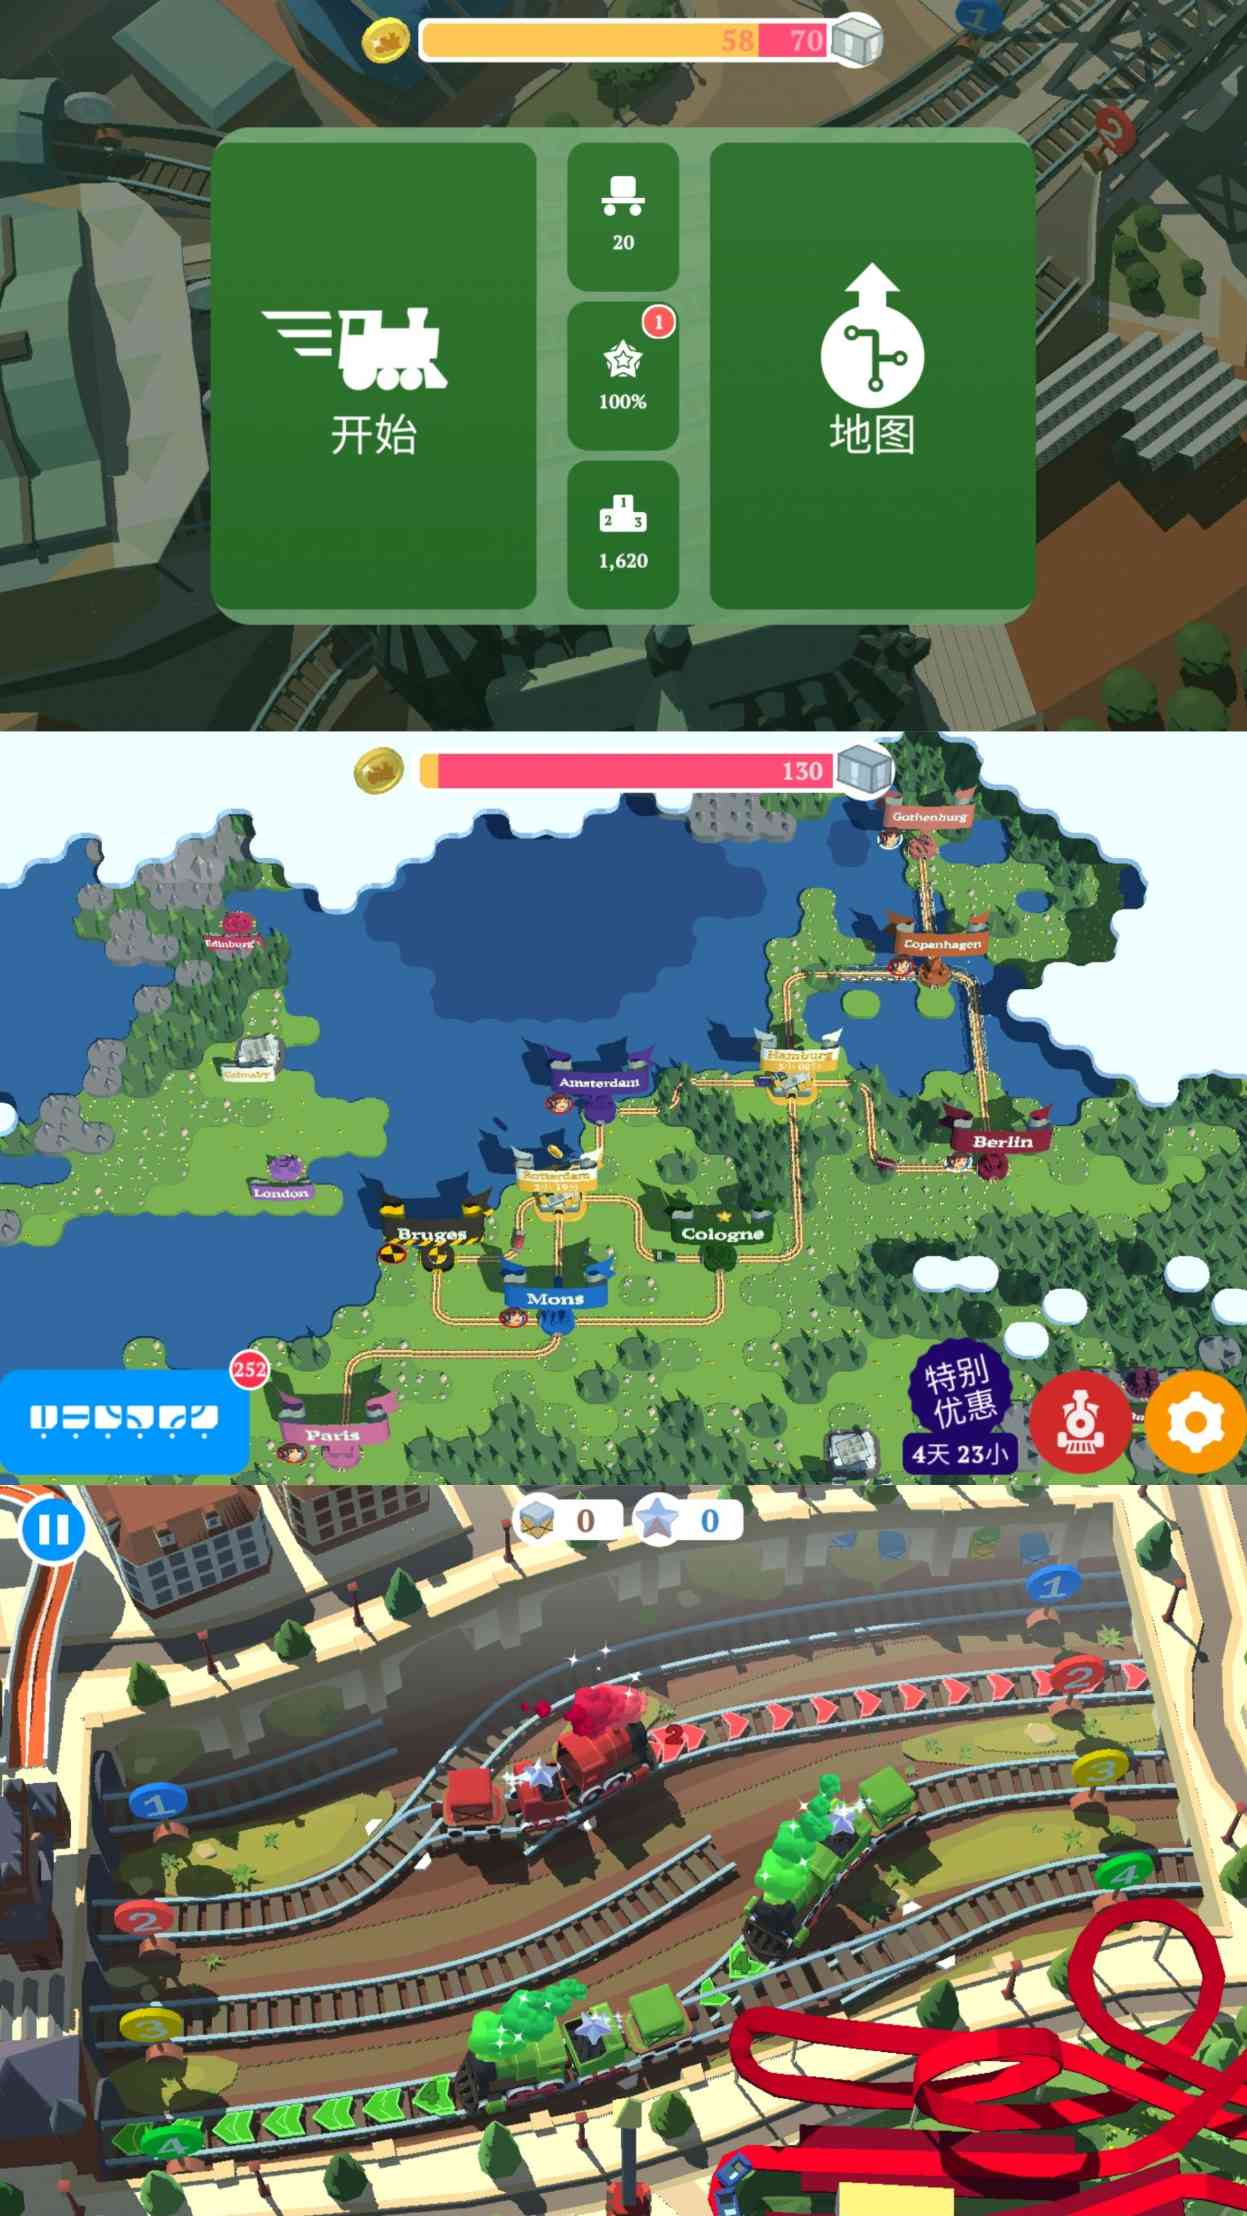 58 70
20
1
100%
开始
地图
1 2 3
1,620
130
Gothenburg
Copenhagen
Edinburg
Hamburg
Grimsby
Amsterdam
Berlin
London
Rotterdam
Bruges
Cologne
Mons
252
Paris
特别
优惠
4天 23小
0 0
1
2
2
3
1
4
2
3
4